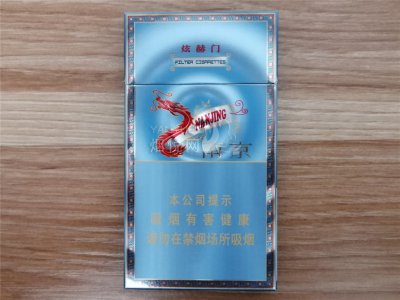 炫赫门
FILTER CIGARETTES
NANJING
南京
本公司提示
吸烟有害健康
请勿在禁烟场所吸烟